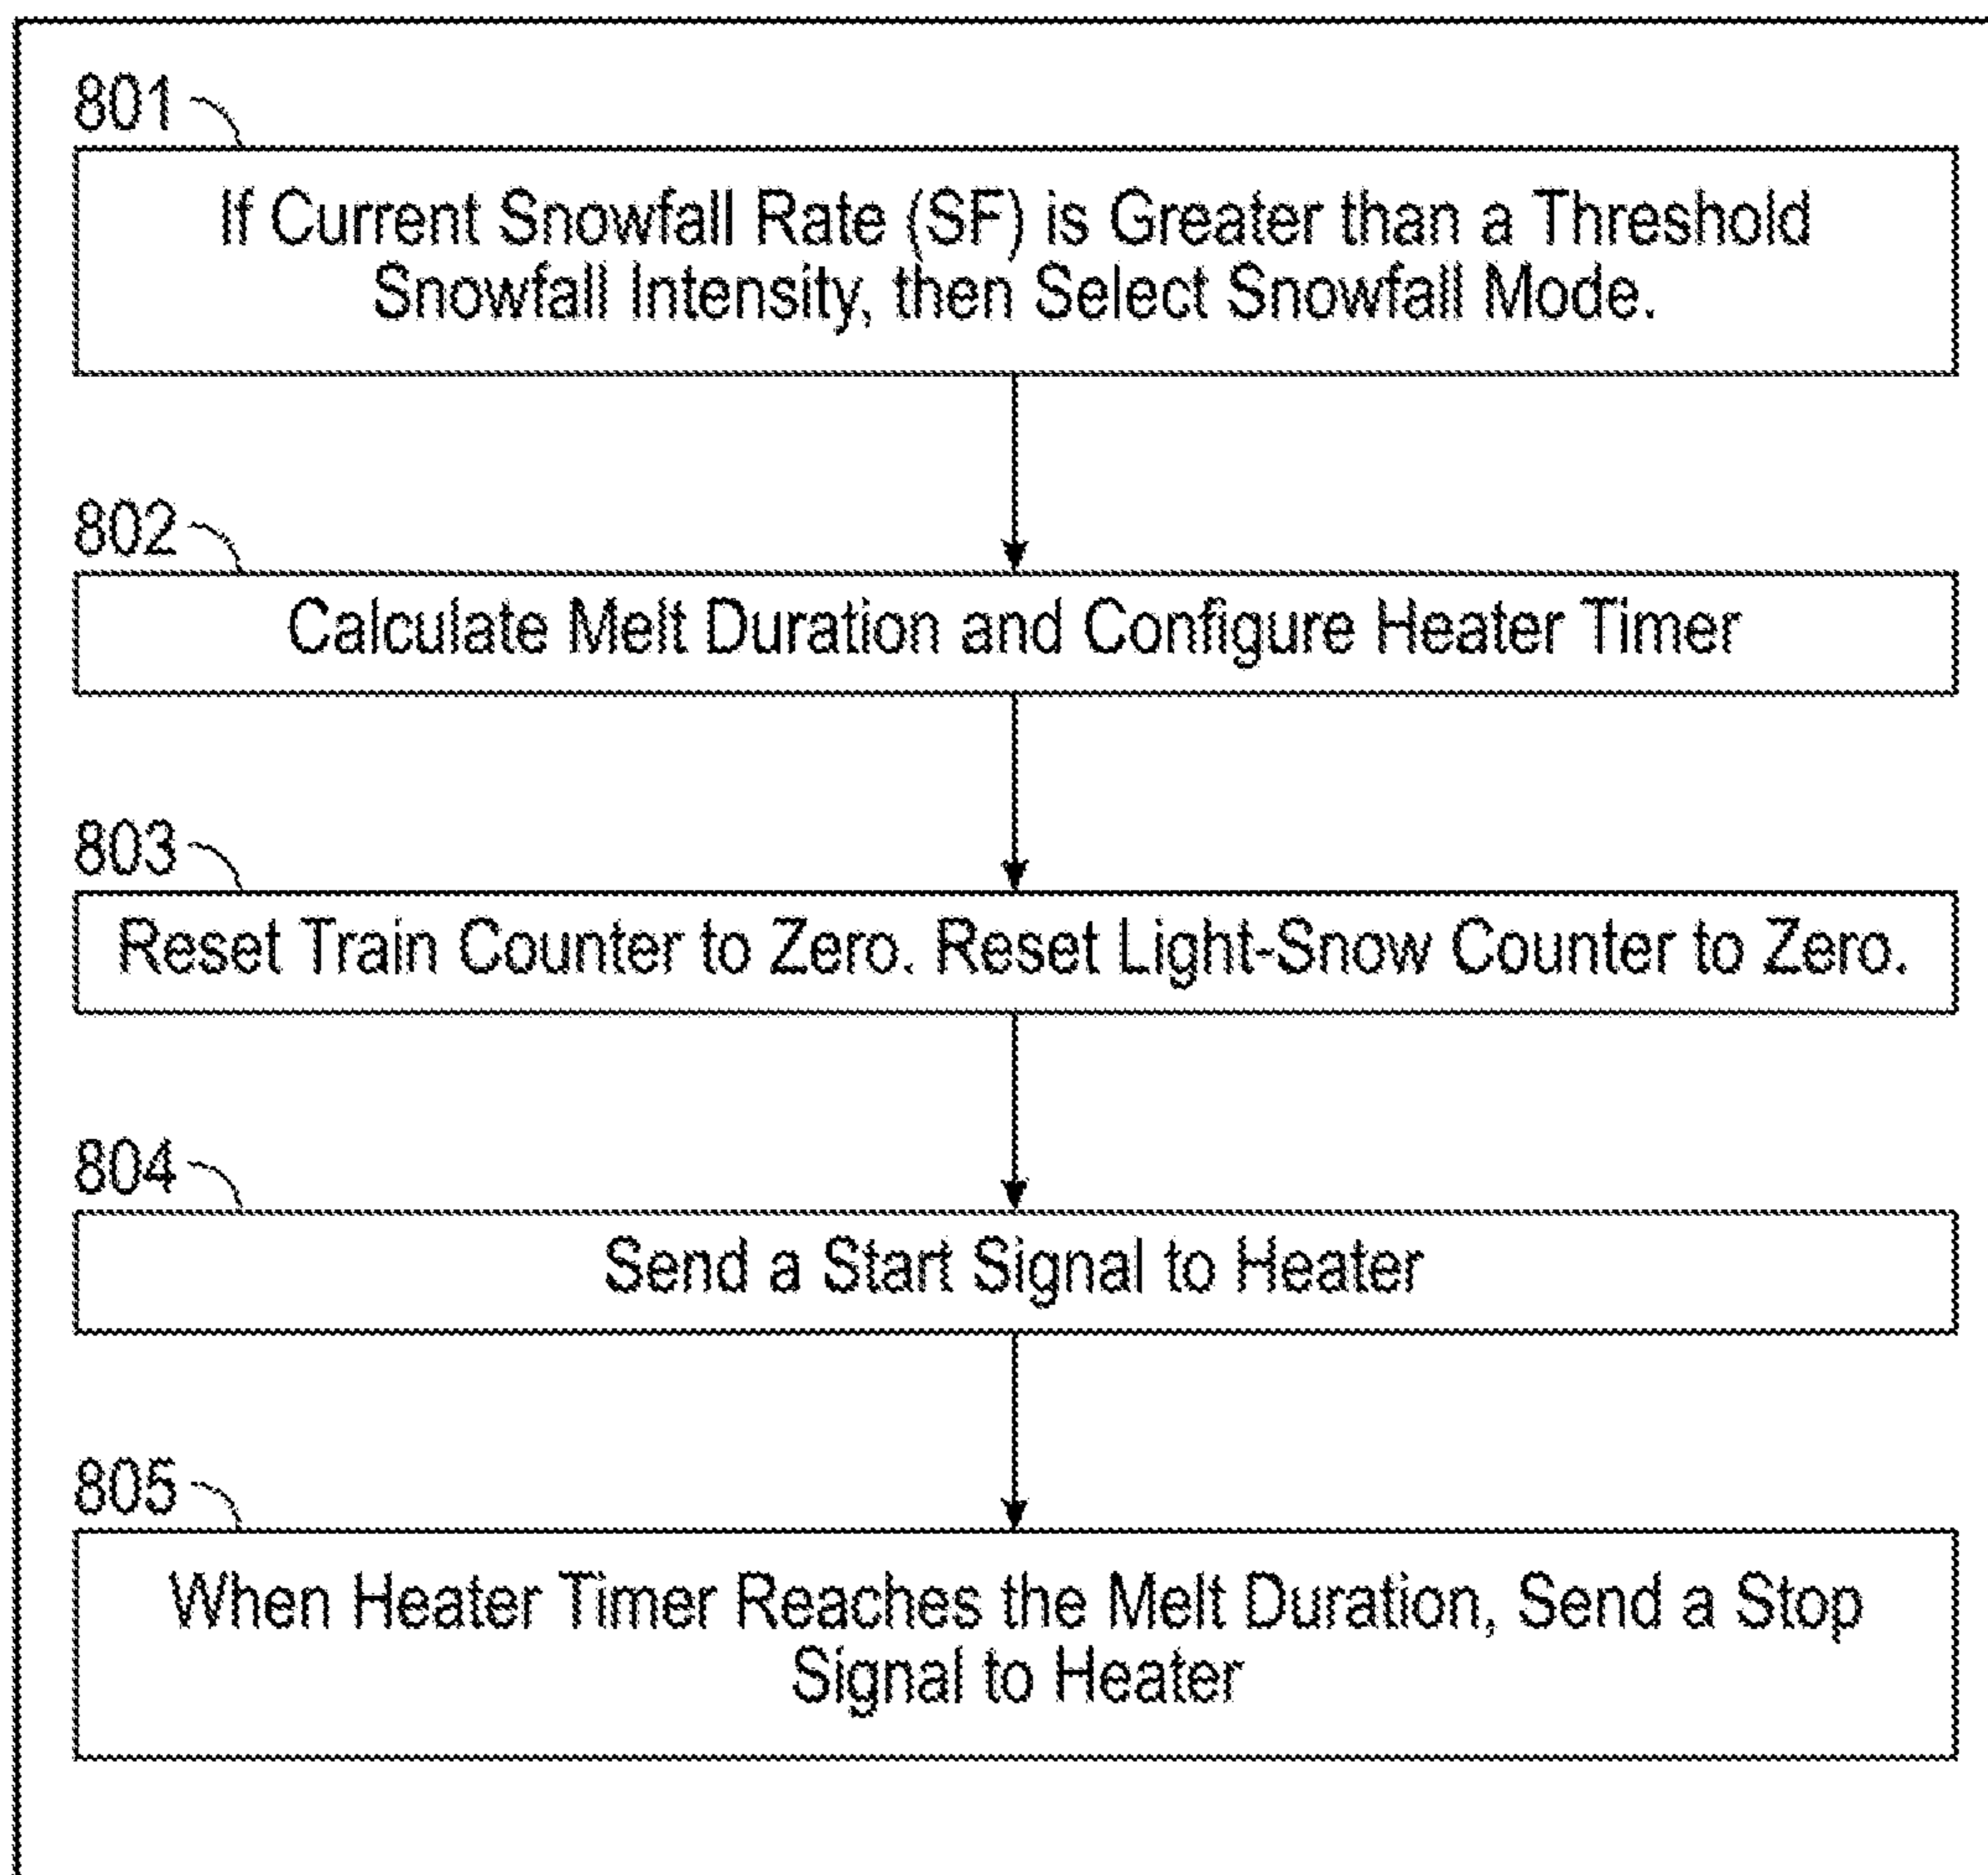 801
If Current Snowfall Rate (SF) is Greater than a Threshold
Snowfall Intensity, then Select Snowfall Mode.
802
Calculate Melt Duration and Configure Heater Timer
803
Reset Train Counter to Zero. Reset Light-Snow Counter to Zero.
804
Send a Start Signal to Heater
805
When Heater Timer Reaches the Melt Duration, Send a Stop
Signal to Heater